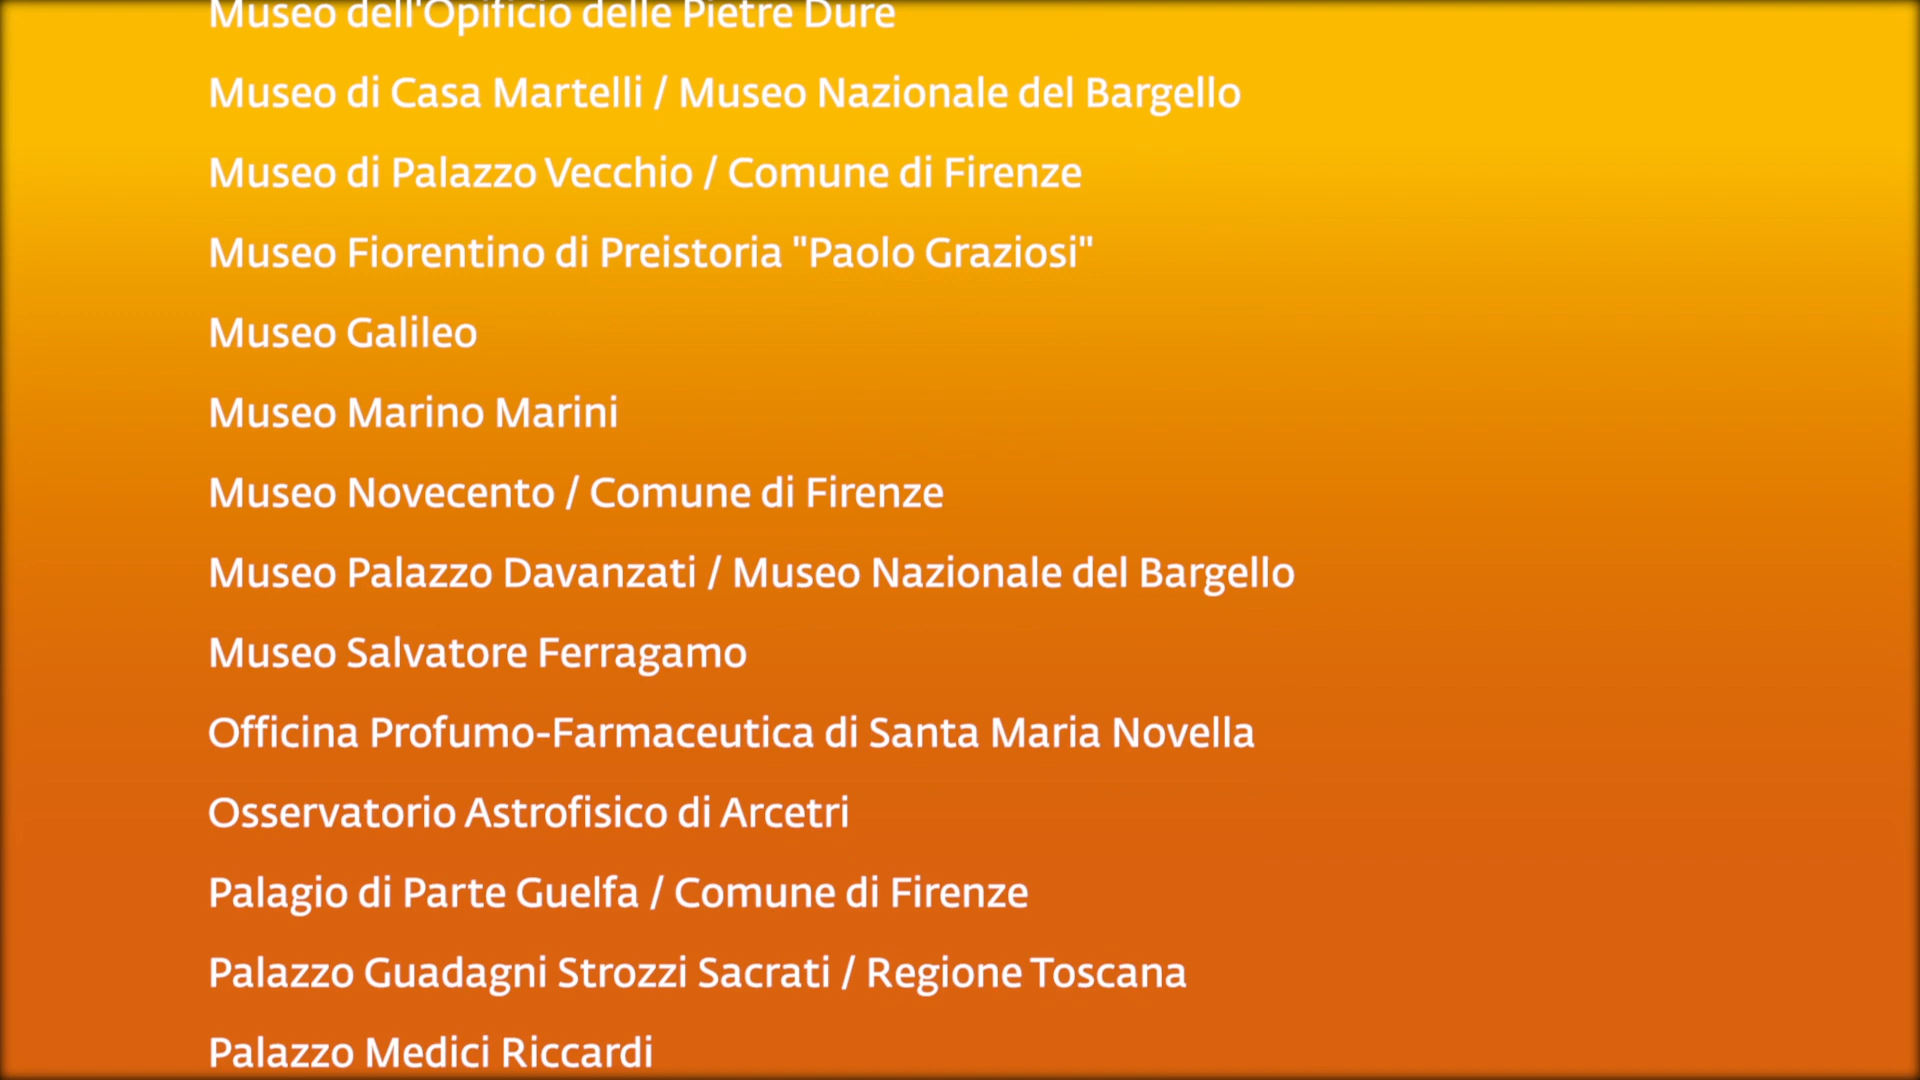 Museo dell'Opificio delle Pietre Dure
Museo di Casa Martelli / Museo Nazionale del Bargello
Museo di Palazzo Vecchio / Comune di Firenze
Museo Fiorentino di Preistoria "Paolo Graziosi"
Museo Galileo
Museo Marino Marini
Museo Novecento / Comune di Firenze
Museo Palazzo Davanzati / Museo Nazionale del Bargello
Museo Salvatore Ferragamo
Officina Profumo-Farmaceutica di Santa Maria Novella
Osservatorio Astrofisico di Arcetri
Palagio di Parte Guelfa / Comune di Firenze
Palazzo Guadagni Strozzi Sacrati / Regione Toscana
Palazzo Medici Riccardi